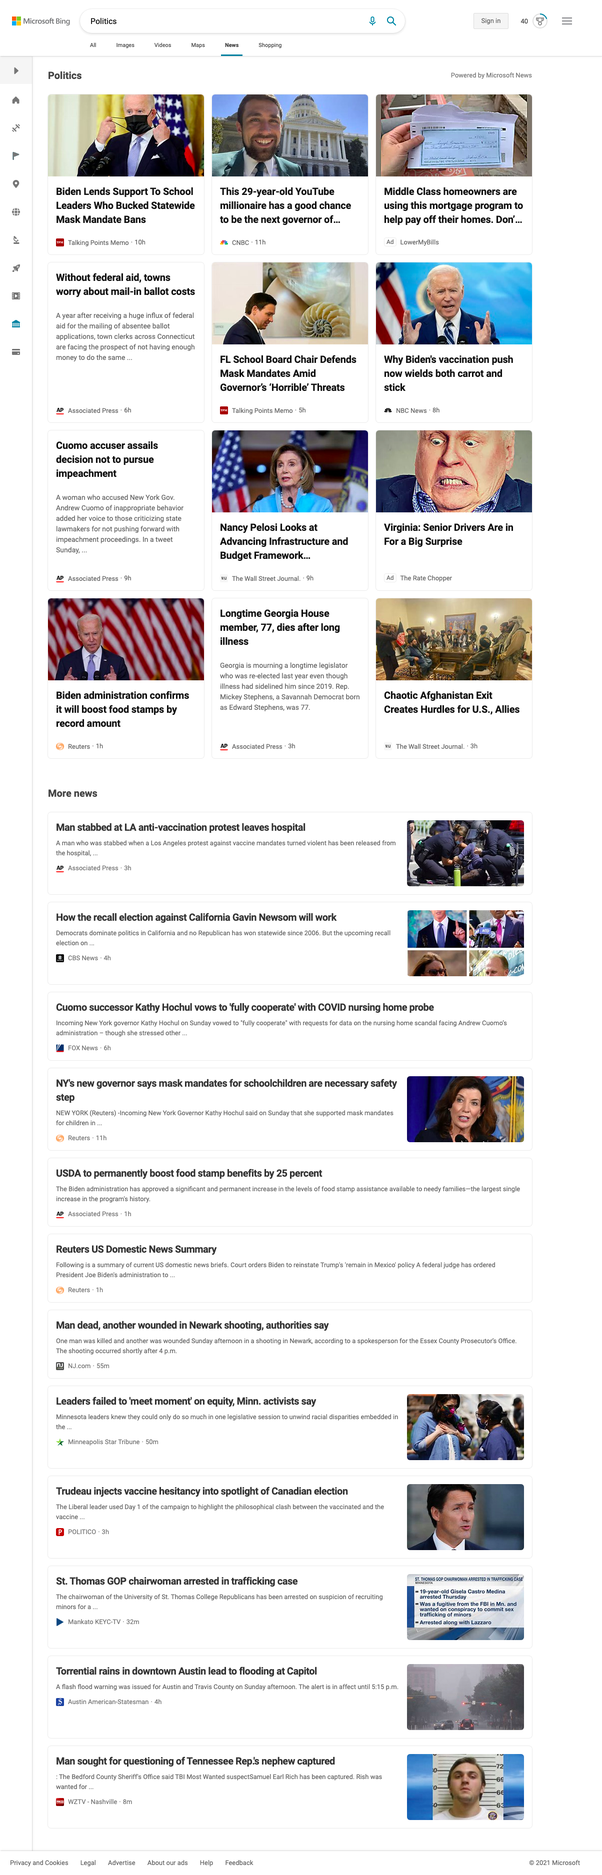 Microsoft Bing
Politics
Sign in
40
All
Images
Videos
Maps
News
Shopping
Politics
Powered by Microsoft News
Biden Lends Support To School
Leaders Who Bucked Statewide
Mask Mandate Bans
Talking Points Memo · 10h
This 29-year-old YouTube
millionaire has a good chance
to be the next governor of...
CNBC · 11h
Middle Class homeowners are
using this mortgage program to
help pay off their homes. Don'...
Ad LowerMyBills
Without federal aid, towns
worry about mail-in ballot costs
A year after receiving a huge influx of federal
aid for the mailing of absentee ballot
applications, town clerks across Connecticut
are facing the prospect of not having enough
money to do the same ...
AP Associated Press · 6h
FL School Board Chair Defends
Mask Mandates Amid
Governor's 'Horrible' Threats
Talking Points Memo · 5h
Why Biden's vaccination push
now wields both carrot and
stick
NBC News · 8h
Cuomo accuser assails
decision not to pursue
impeachment
A woman who accused New York Gov.
Andrew Cuomo of inappropriate behavior
added her voice to those criticizing state
lawmakers for not pushing forward with
impeachment proceedings. In a tweet
Sunday, ...
AP Associated Press · 9h
Nancy Pelosi Looks at
Advancing Infrastructure and
Budget Framework...
The Wall Street Journal. · 9h
Virginia: Senior Drivers Are in
For a Big Surprise
Ad The Rate Chopper
Biden administration confirms
it will boost food stamps by
record amount
Reuters · 1h
Longtime Georgia House
member, 77, dies after long
illness
Georgia is mourning a longtime legislator
who was re-elected last year even though
illness had sidelined him since 2019. Rep.
Mickey Stephens, a Savannah Democrat born
as Edward Stephens, was 77.
AP Associated Press · 3h
Chaotic Afghanistan Exit
Creates Hurdles for U.S., Allies
The Wall Street Journal. · 3h
More news
Man stabbed at LA anti-vaccination protest leaves hospital
A man who was stabbed when a Los Angeles protest against vaccine mandates turned violent has been released from
the hospital, ...
AP Associated Press · 3h
How the recall election against California Gavin Newsom will work
Democrats dominate politics in California and no Republican has won statewide since 2006. But the upcoming recall
election on ...
CBS News · 4h
Cuomo successor Kathy Hochul vows to 'fully cooperate' with COVID nursing home probe
Incoming New York governor Kathy Hochul on Sunday vowed to "fully cooperate" with requests for data on the nursing home scandal facing Andrew Cuomo's
administration – though she stressed other ...
FOX News · 6h
NY's new governor says mask mandates for schoolchildren are necessary safety
step
NEW YORK (Reuters) -Incoming New York Governor Kathy Hochul said on Sunday that she supported mask mandates
for children in ...
Reuters · 11h
USDA to permanently boost food stamp benefits by 25 percent
The Biden administration has approved a significant and permanent increase in the levels of food stamp assistance available to needy families—the largest single
increase in the program's history.
AP Associated Press · 1h
Reuters US Domestic News Summary
Following is a summary of current US domestic news briefs. Court orders Biden to reinstate Trump's 'remain in Mexico' policy A federal judge has ordered
President Joe Biden's administration to ...
Reuters · 1h
Man dead, another wounded in Newark shooting, authorities say
One man was killed and another was wounded Sunday afternoon in a shooting in Newark, according to a spokesperson for the Essex County Prosecutor's Office.
The shooting occurred shortly after 4 p.m.
NJ.com · 55m
Leaders failed to 'meet moment' on equity, Minn. activists say
Minnesota leaders knew they could only do so much in one legislative session to unwind racial disparities embedded in
the ...
Minneapolis Star Tribune · 50m
Trudeau injects vaccine hesitancy into spotlight of Canadian election
The Liberal leader used Day 1 of the campaign to highlight the philosophical clash between the vaccinated and the
vaccine ...
POLITICO · 3h
St. Thomas GOP chairwoman arrested in trafficking case
The chairwoman of the University of St. Thomas College Republicans has been arrested on suspicion of recruiting
minors for a ...
Mankato KEYC-TV · 32m
ST. THOMAS GOP CHAIRWOMAN ARRESTED IN TRAFFICKING CASE
19-year-old Gisela Castro Medina
arrested Thursday
Was a fugitive from the FBI in Mn. and
wanted on conspiracy to commit sex
trafficking of minors
Arrested along with Lazzaro
Torrential rains in downtown Austin lead to flooding at Capitol
A flash flood warning was issued for Austin and Travis County on Sunday afternoon. The alert is in affect until 5:15 p.m.
Austin American-Statesman · 4h
Man sought for questioning of Tennessee Rep.'s nephew captured
: The Bedford County Sheriff's Office said TBI Most Wanted suspectSamuel Earl Rich has been captured. Rish was
wanted for ...
WZTV - Nashville · 8m
Privacy and Cookies
Legal
Advertise
About our ads
Help
Feedback
© 2021 Microsoft